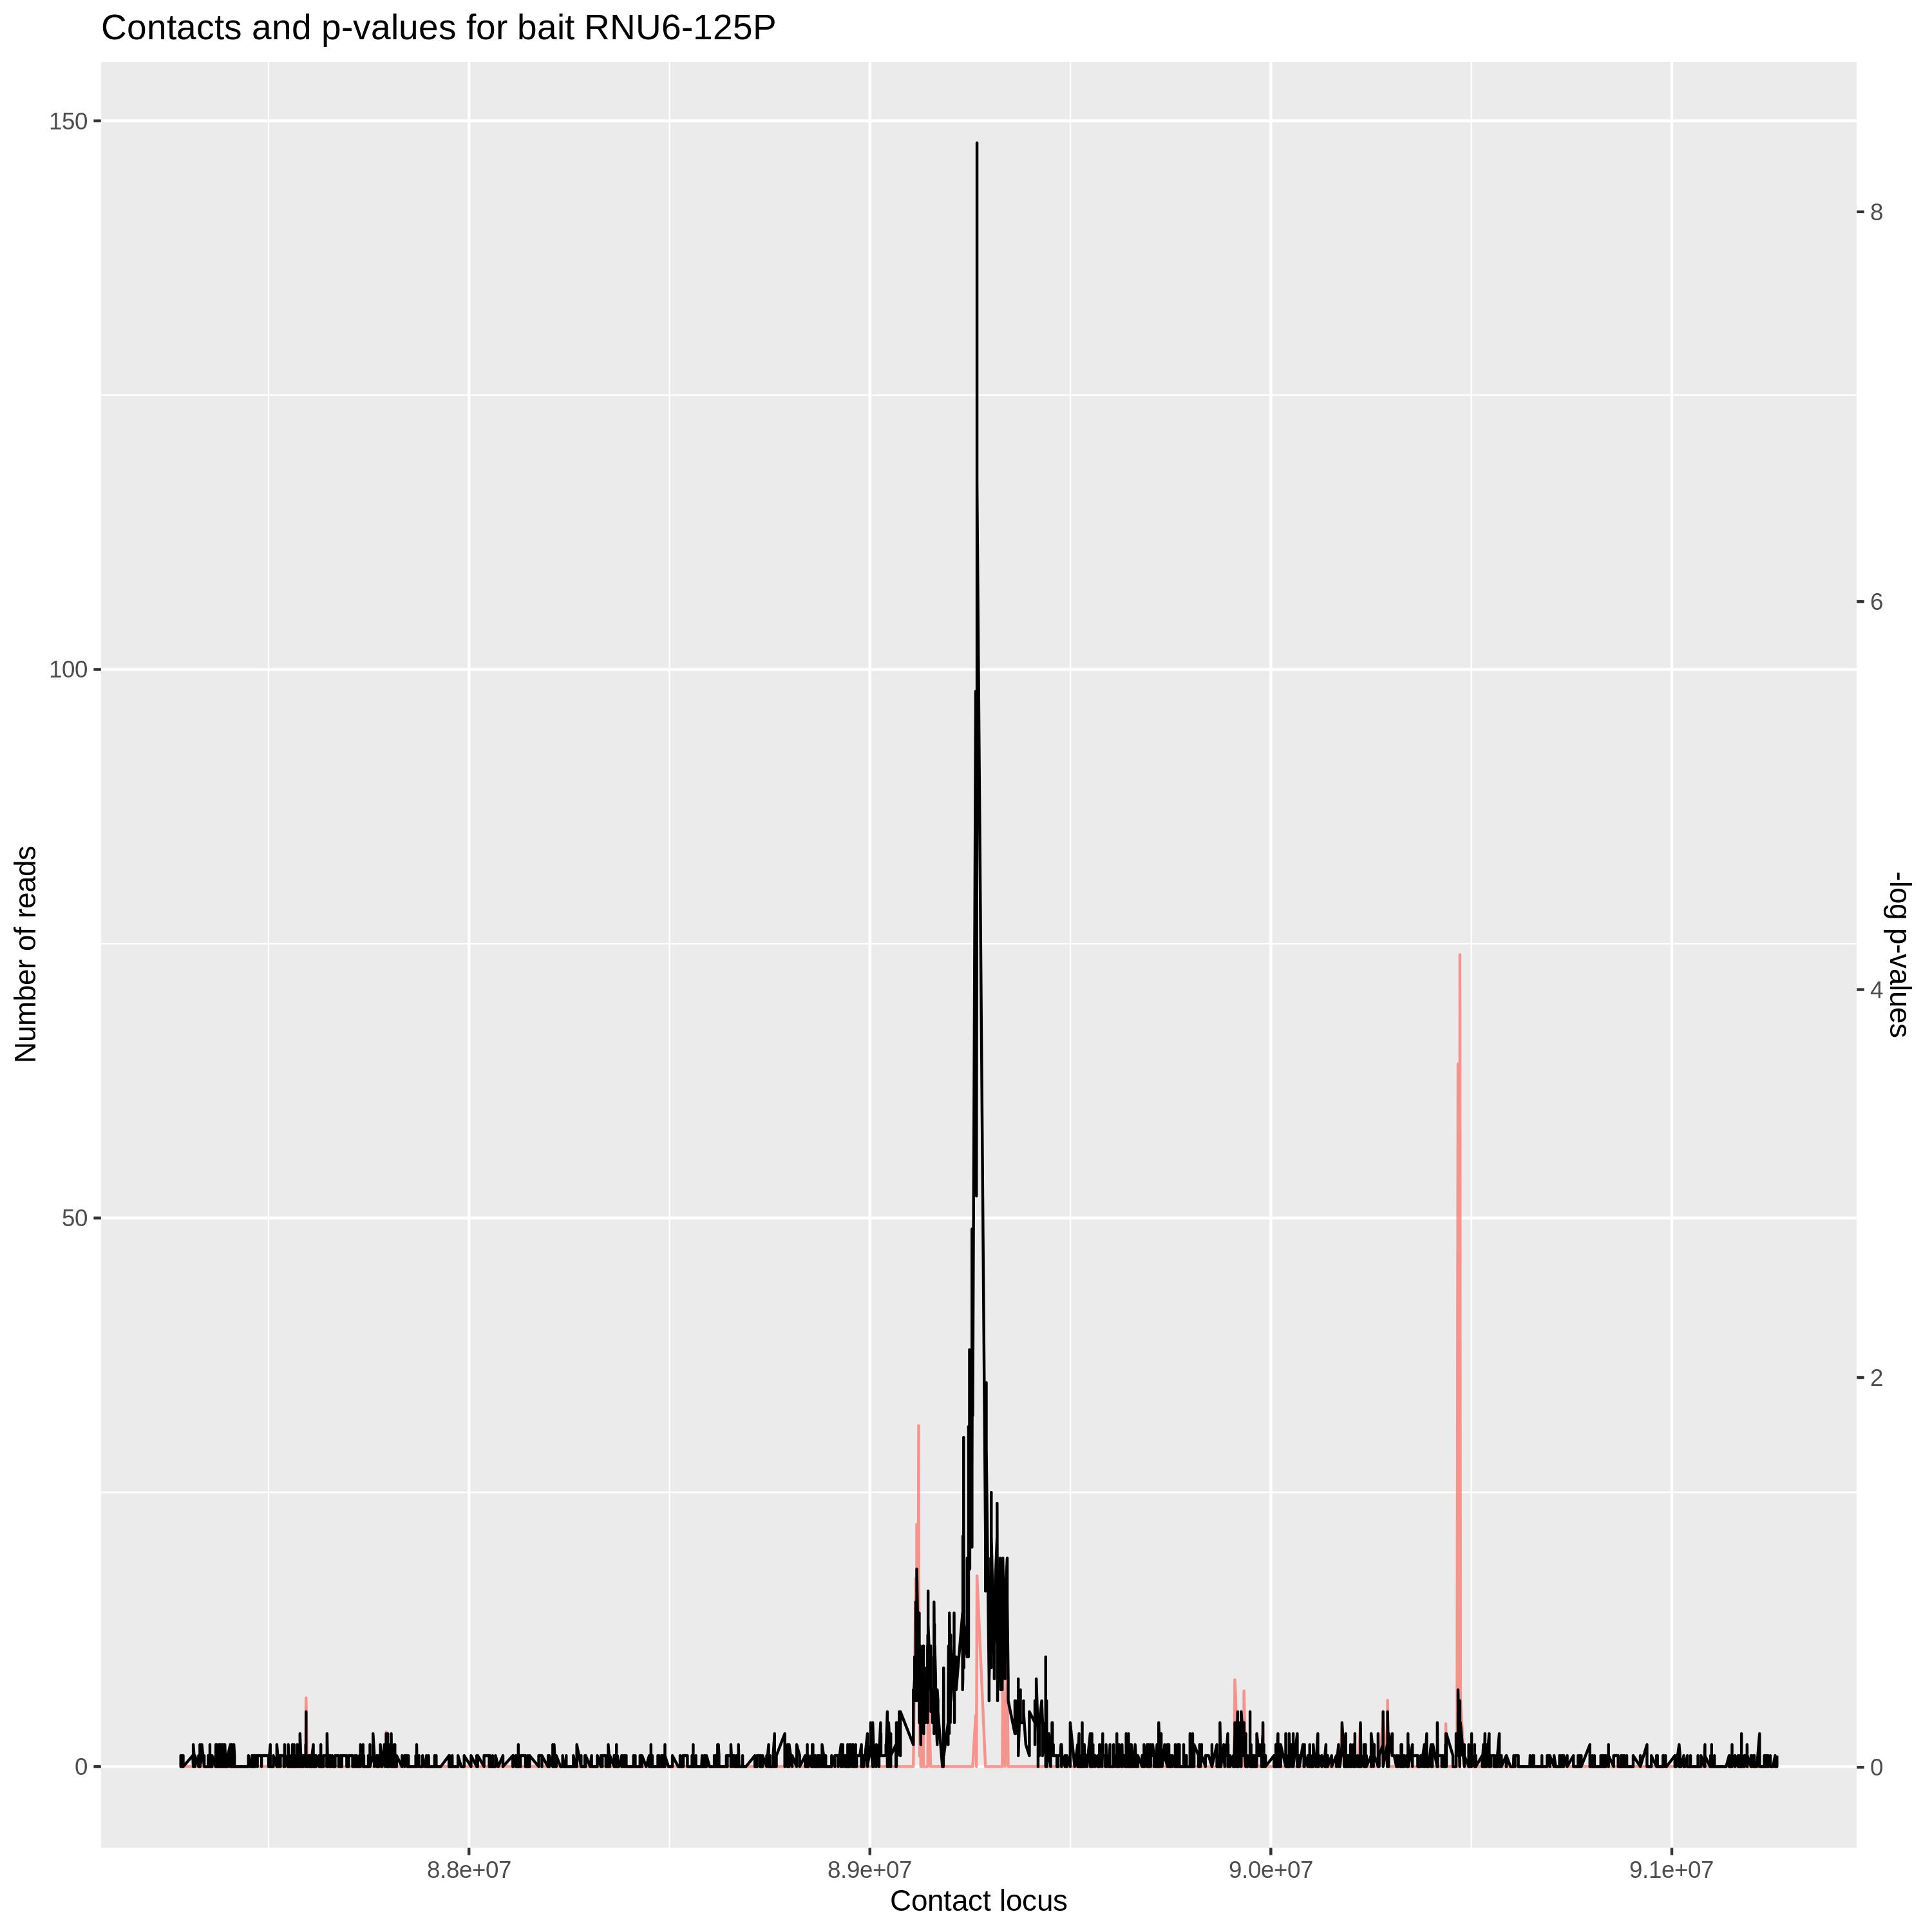 Contacts and p-values for bait RNU6-125P
150
100
50
0
8
6
4
2
0
Number of reads
-log p-values
8.8e+07
8.9e+07
9.0e+07
9.1e+07
Contact locus